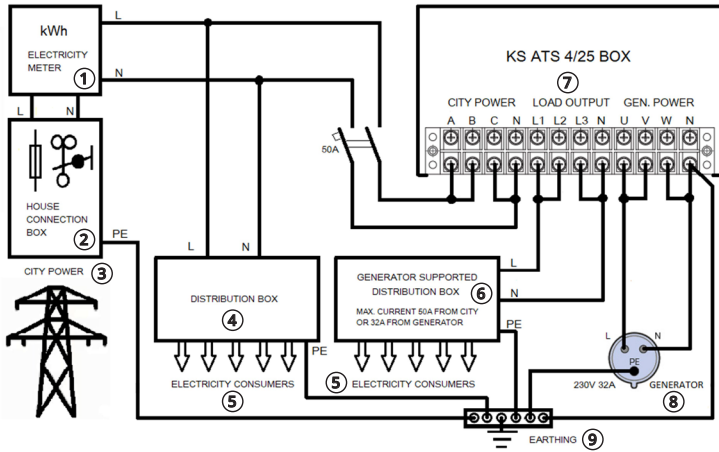 kWh
ELECTRICITY
METER
1
L
N
L N
HOUSE
CONNECTION
BOX
2
PE
CITY POWER 3
50A
KS ATS 4/25 BOX
7
CITY POWER LOAD OUTPUT GEN. POWER
A B C N L1 L2 L3 N U V W N
L N
DISTRIBUTION BOX
4
PE
ELECTRICITY CONSUMERS
5
GENERATOR SUPPORTED
DISTRIBUTION BOX
6
MAX. CURRENT 50A FROM CITY
OR 32A FROM GENERATOR
L
N
PE
5 ELECTRICITY CONSUMERS
L N
PE
230V 32A GENERATOR
8
EARTHING 9